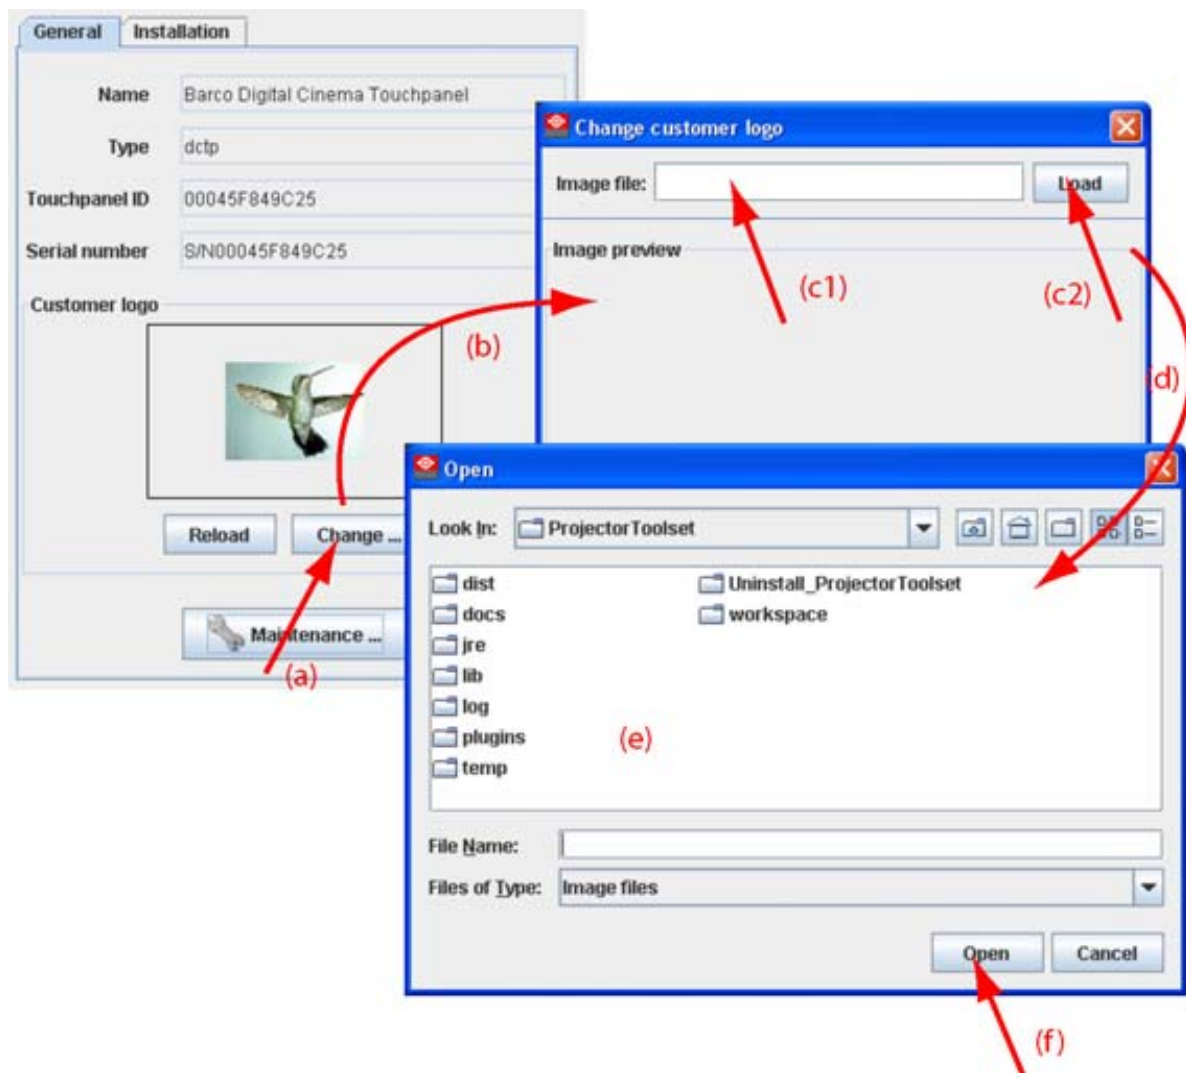 General Installation
Name Barco Digital Cinema Touchpanel
Type dctp
Touchpanel ID 00045F849C25
Serial number S/N00045F849C25
Customer logo
Reload Change ...
Maintenance ...
(a)
(b)
Change customer logo
Image file: Load
Image preview
(c1)
(c2)
(d)
Open
Look In: ProjectorToolset
dist
docs
jre
lib
log
plugins
temp
Uninstall_ProjectorToolset
workspace
(e)
File Name:
Files of Type: Image files
Open Cancel
(f)